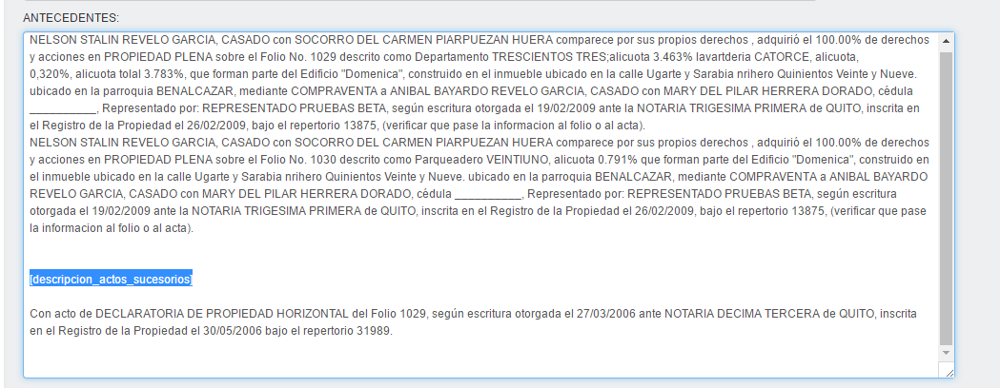 ANTECEDENTES:
NELSON STALIN REVELO GARCIA, CASADO con SOCORRO DEL CARMEN PIARPUEZAN HUERA comparece por sus propios derechos , adquirió el 100.00% de derechos
y acciones en PROPIEDAD PLENA sobre el Folio No. 1029 descrito como Departamento TRESCIENTOS TRES;alicuota 3.463% lavartderia CATORCE, alicuota,
0,320%, alicuota tolal 3.783%, que forman parte del Edificio "Domenica", construido en el inmueble ubicado en la calle Ugarte y Sarabia nrihero Quinientos Veinte y Nueve.
ubicado en la parroquia BENALCAZAR, mediante COMPRAVENTA a ANIBAL BAYARDO REVELO GARCIA, CASADO con MARY DEL PILAR HERRERA DORADO, cédula
__________, Representado por: REPRESENTADO PRUEBAS BETA, según escritura otorgada el 19/02/2009 ante la NOTARIA TRIGESIMA PRIMERA de QUITO, inscrita en
el Registro de la Propiedad el 26/02/2009, bajo el repertorio 13875, (verificar que pase la informacion al folio o al acta).
NELSON STALIN REVELO GARCIA, CASADO con SOCORRO DEL CARMEN PIARPUEZAN HUERA comparece por sus propios derechos , adquirió el 100.00% de derechos
y acciones en PROPIEDAD PLENA sobre el Folio No. 1030 descrito como Parqueadero VEINTIUNO, alicuota 0.791% que forman parte del Edificio "Domenica", construido en
el inmueble ubicado en la calle Ugarte y Sarabia nrihero Quinientos Veinte y Nueve. ubicado en la parroquia BENALCAZAR, mediante COMPRAVENTA a ANIBAL BAYARDO
REVELO GARCIA, CASADO con MARY DEL PILAR HERRERA DORADO, cédula __________, Representado por: REPRESENTADO PRUEBAS BETA, según escritura
otorgada el 19/02/2009 ante la NOTARIA TRIGESIMA PRIMERA de QUITO, inscrita en el Registro de la Propiedad el 26/02/2009, bajo el repertorio 13875, (verificar que pase
la informacion al folio o al acta).
[descripcion_actos_sucesorios]
Con acto de DECLARATORIA DE PROPIEDAD HORIZONTAL del Folio 1029, según escritura otorgada el 27/03/2006 ante NOTARIA DECIMA TERCERA de QUITO, inscrita
en el Registro de la Propiedad el 30/05/2006 bajo el repertorio 31989.